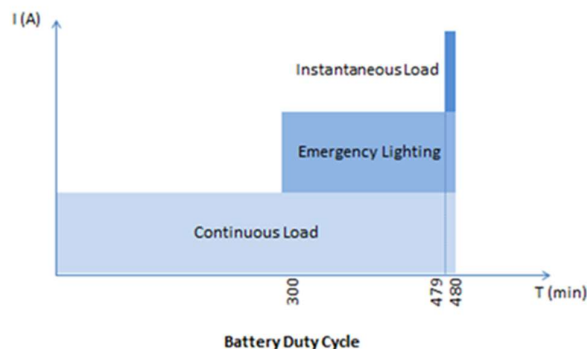 I (A)
Instantaneous Load
Emergency Lighting
Continuous Load
300
479
480
T (min)
Battery Duty Cycle